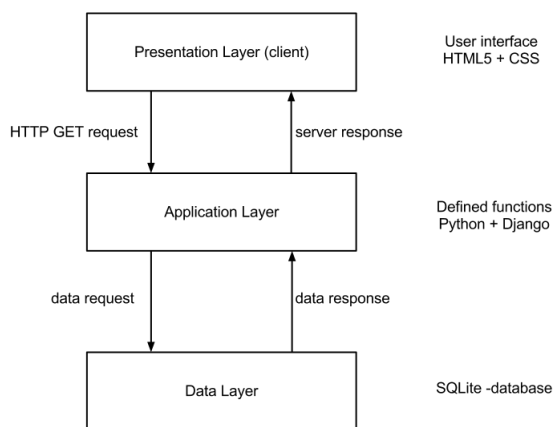 Presentation Layer (client)
User interface
HTML5 + CSS
HTTP GET request
server response
Application Layer
Defined functions
Python + Django
data request
data response
Data Layer
SQLite -database